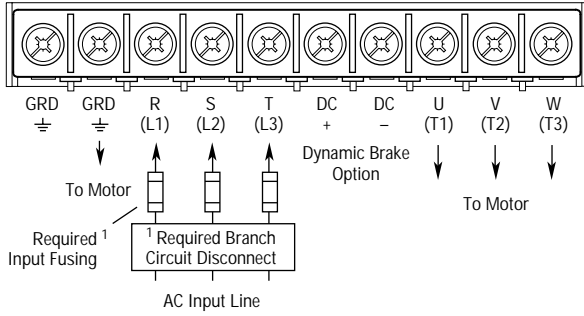 GRD GRD R S T DC DC U V W
(L1) (L2) (L3) + – (T1) (T2) (T3)
Dynamic Brake
Option
To Motor
To Motor
Required 1
Input Fusing
1 Required Branch
Circuit Disconnect
AC Input Line